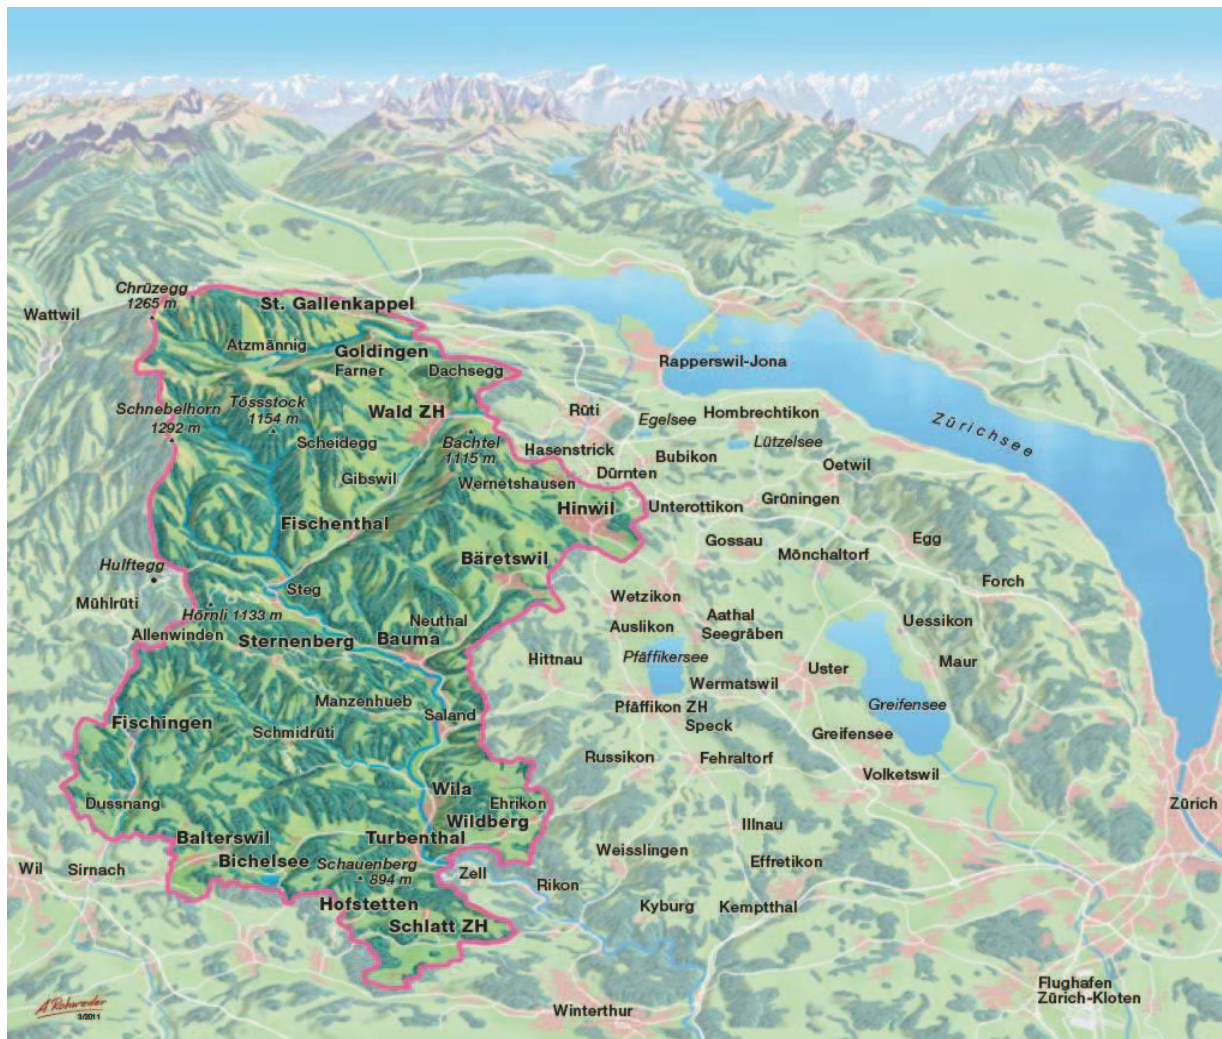 Chrüzegg
1265 m
St. Gallenkappel
Wattwil
Atzmännig
Goldingen
Farner
Dachsegg
Rapperswil-Jona
Schnebelhorn
1292 m
Tössstock
1154 m
Wald ZH
Rüti
Egelsee
Hombrechtikon
Zürichsee
Scheidegg
Bachtel
1115 m
Hasenstrick
Lützelsee
Bubikon
Oetwil
Gibswil
Wernetshausen
Dürnten
Hinwil
Unterottikon
Grüningen
Fischenthal
Gossau
Mönchaltorf
Egg
Bäretswil
Hulftegg
Forch
Steg
Mühlrüti
Hörnli 1133 m
Wetzikon
Aathal
Seegräben
Uessikon
Neuthal
Auslikon
Allenwinden
Sternenberg
Bauma
Hittnau
Pfäffikersee
Uster
Maur
Wermatswil
Manzenhueb
Saland
Pfäffikon ZH
Speck
Greifensee
Fischingen
Schmidrüti
Greifensee
Russikon
Fehraltorf
Volketswil
Wila
Dussnang
Ehrikon
Wildberg
Zürich
Illnau
Balterswil
Turbenthal
Weisslingen
Effretikon
Bichelsee
Schauenberg
894 m
Wil
Sirnach
Zell
Rikon
Hofstetten
Kyburg
Kemptthal
Schlatt ZH
Flughafen
Zürich-Kloten
A. Rohweder
3/2011
Winterthur